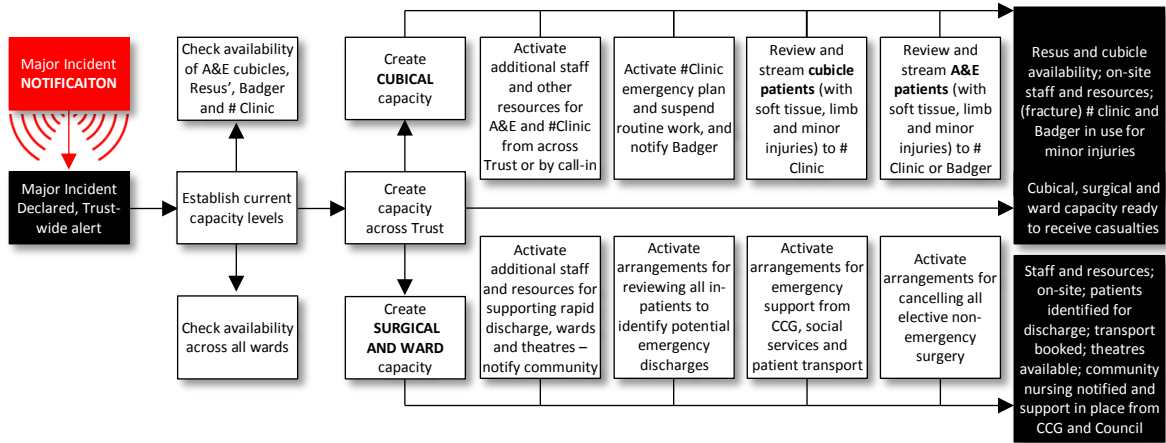 Major Incident
NOTIFICAITON
Major Incident
Declared, Trust-
wide alert
Check availability
of A&E cubicles,
Resus’, Badger
and # Clinic
Establish current
capacity levels
Check availability
across all wards
Create
CUBICAL
capacity
Create
capacity
across Trust
Create
SURGICAL
AND WARD
capacity
Activate
additional staff
and other
resources for
A&E and #Clinic
from across
Trust or by call-in
Activate #Clinic
emergency plan
and suspend
routine work, and
notify Badger
Review and
stream cubicle
patients (with
soft tissue, limb
and minor
injuries) to #
Clinic
Review and
stream A&E
patients (with
soft tissue, limb
and minor
injuries) to #
Clinic or Badger
Activate
additional staff
and resources for
supporting rapid
discharge, wards
and theatres –
notify community
Activate
arrangements for
reviewing all in-
patients to
identify potential
emergency
discharges
Activate
arrangements for
emergency
support from
CCG, social
services and
patient transport
Activate
arrangements for
cancelling all
elective non-
emergency
surgery
Resus and cubicle
availability; on-site
staff and resources;
(fracture) # clinic and
Badger in use for
minor injuries
Cubical, surgical and
ward capacity ready
to receive casualties
Staff and resources;
on-site; patients
identified for
discharge; transport
booked; theatres
available; community
nursing notified and
support in place from
CCG and Council